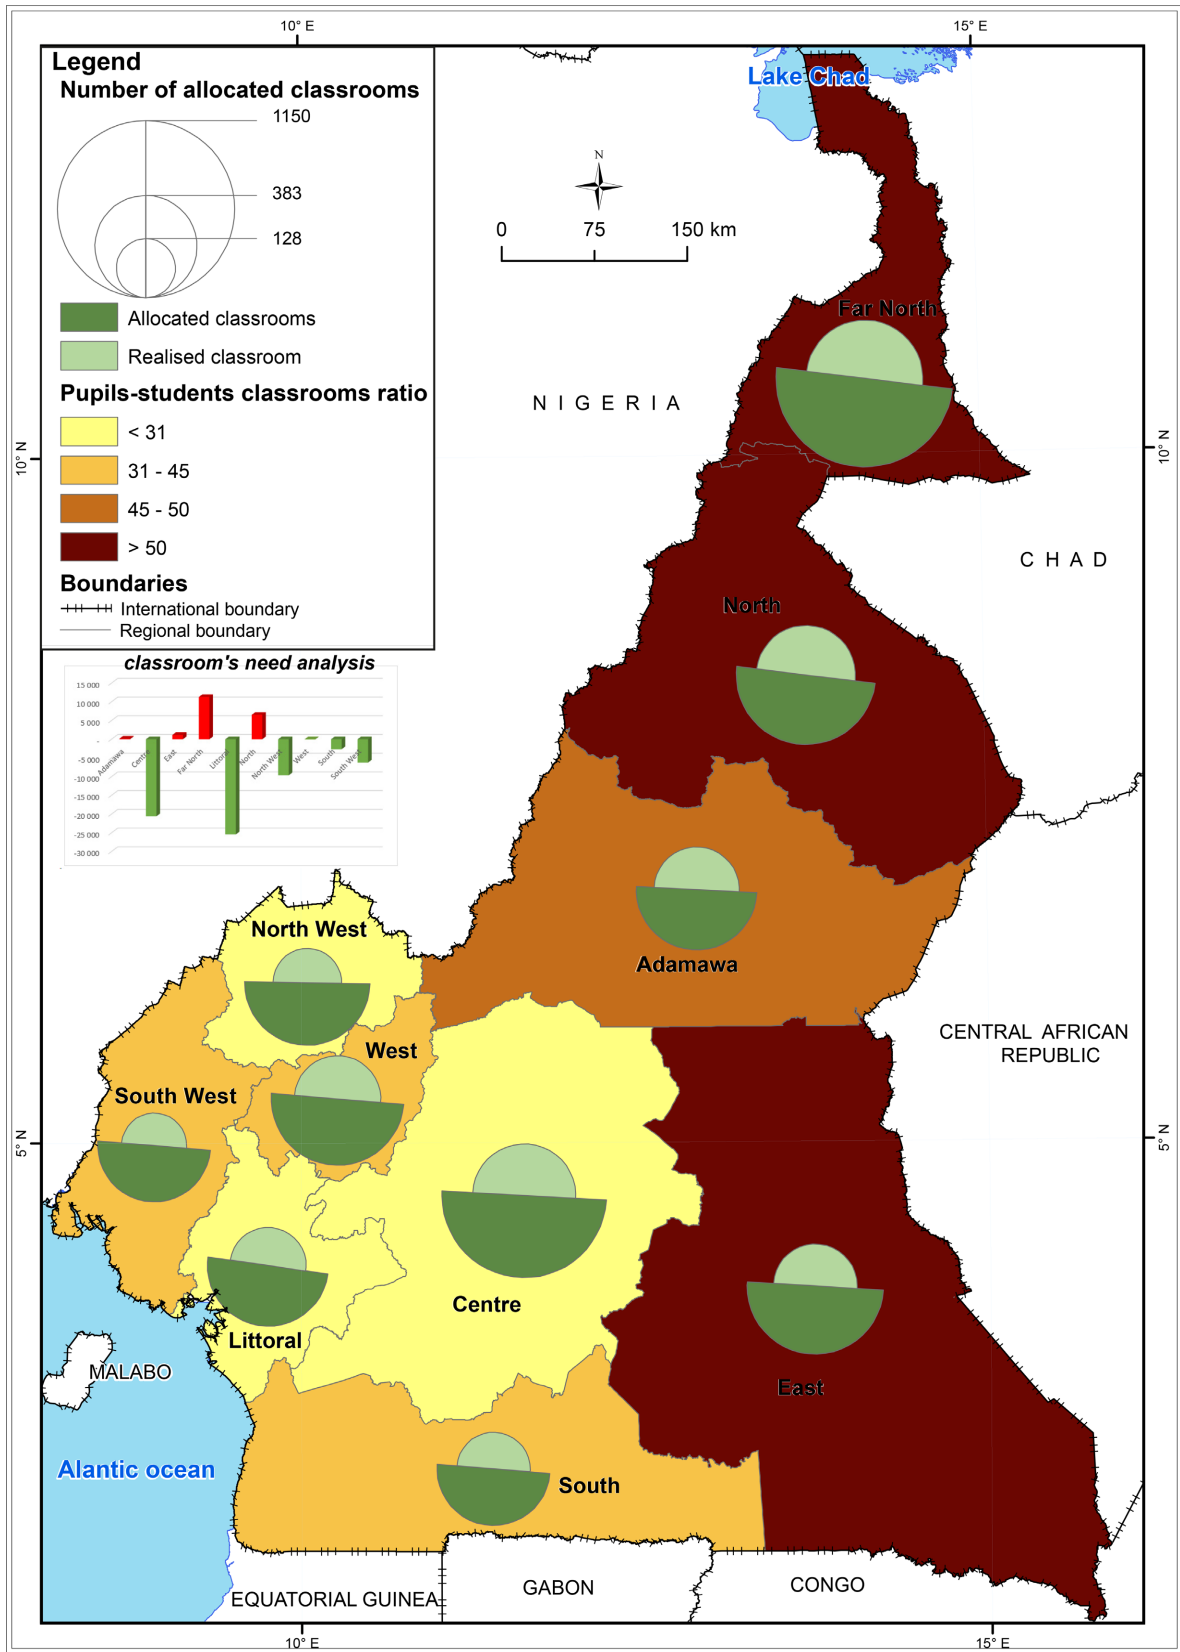 10° E
15° E
Legend
Number of allocated classrooms
1150
383
128
Allocated classrooms
Realised classroom
Pupils-students classrooms ratio
< 31
31 - 45
45 - 50
> 50
Boundaries
International boundary
Regional boundary
classroom's need analysis
15 000
10 000
5 000
-
-5 000
-10 000
-15 000
-20 000
-25 000
-30 000
Adamawa
Centre
East
Far North
Littoral
North
North West
West
South
South West
Lake Chad
N
0 75 150 km
Far North
NIGERIA
10° N
10° N
CHAD
North
North West
Adamawa
CENTRAL AFRICAN
REPUBLIC
West
South West
5° N
5° N
Centre
Littoral
MALABO
East
Alantic ocean
South
EQUATORIAL GUINEA
GABON
CONGO
10° E
15° E